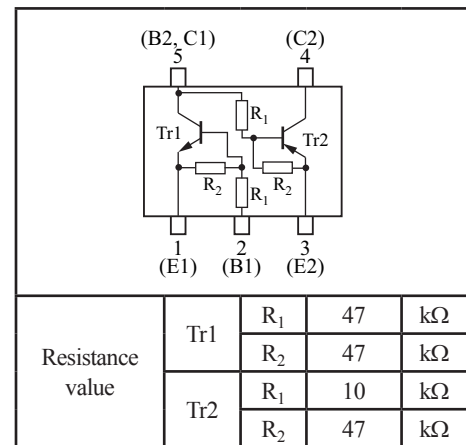 (B2, C1) (C2)
5 4
R1
Tr1 Tr2
R2 R2
R1
1 2 3
(E1) (B1) (E2)
Resistance value Tr1 R1 47 kΩ
R2 47 kΩ
Tr2 R1 10 kΩ
R2 47 kΩ